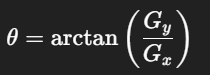 θ = arctan(G_y/G_x)